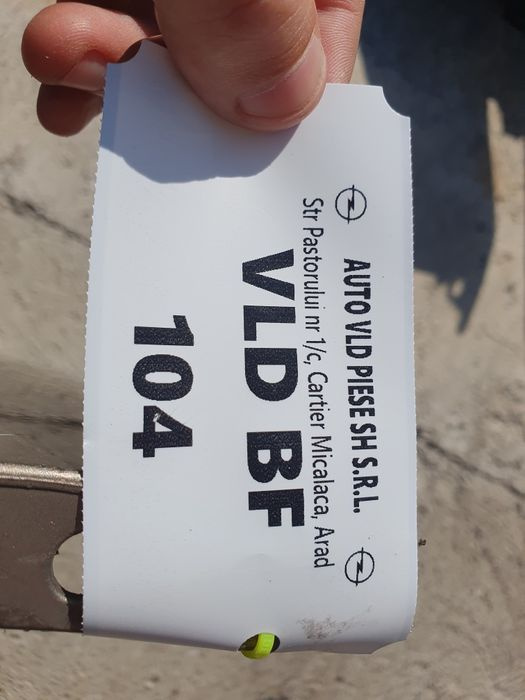 AUTO VLD PIESE SH S.R.L.
Str Pastorului nr 1/c, Cartier Micalaca, Arad
VLD BF
104